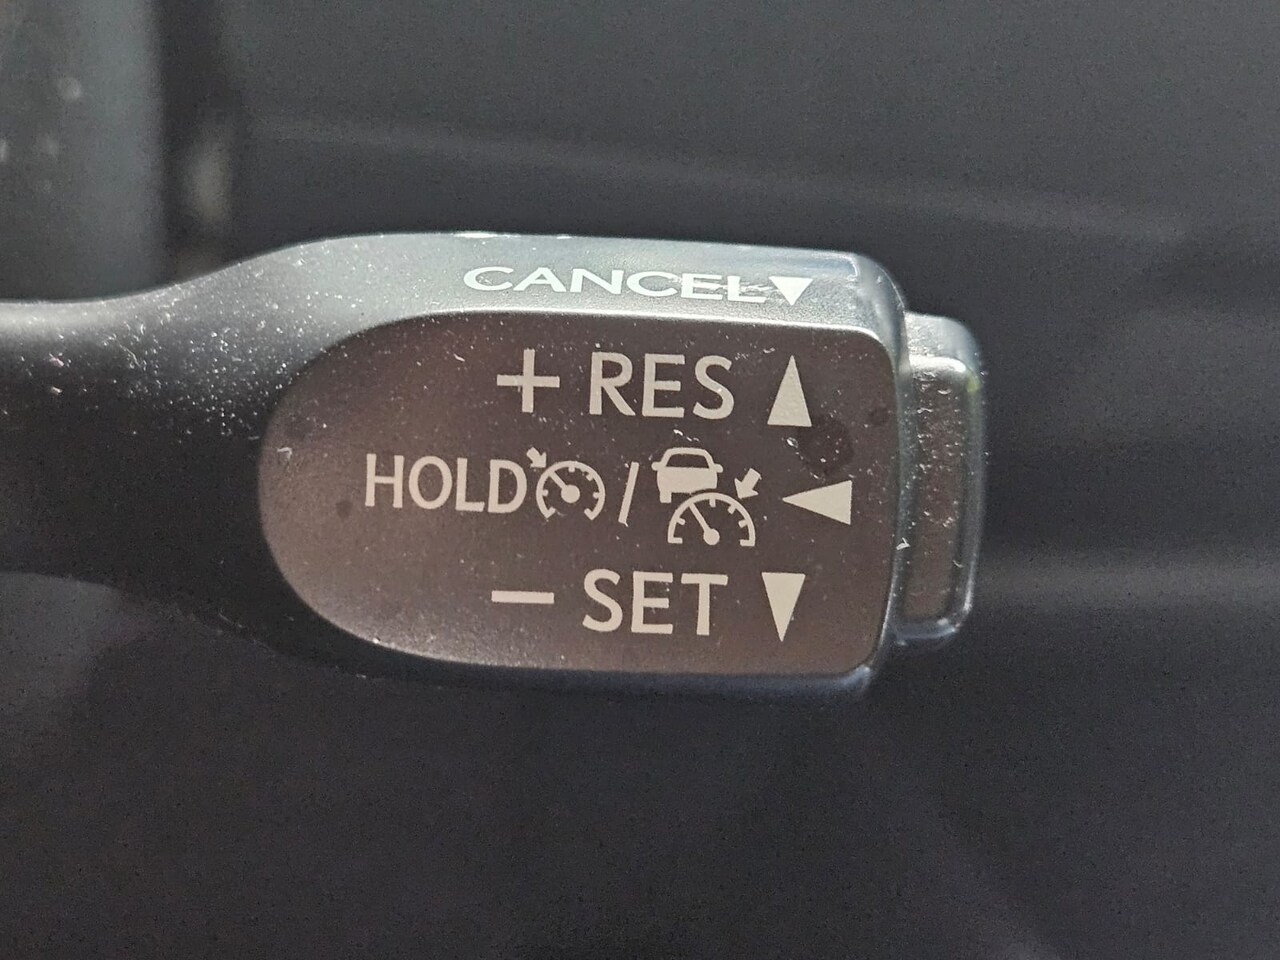 CANCEL▼
+ RES ▲
HOLD / ◀
− SET ▼